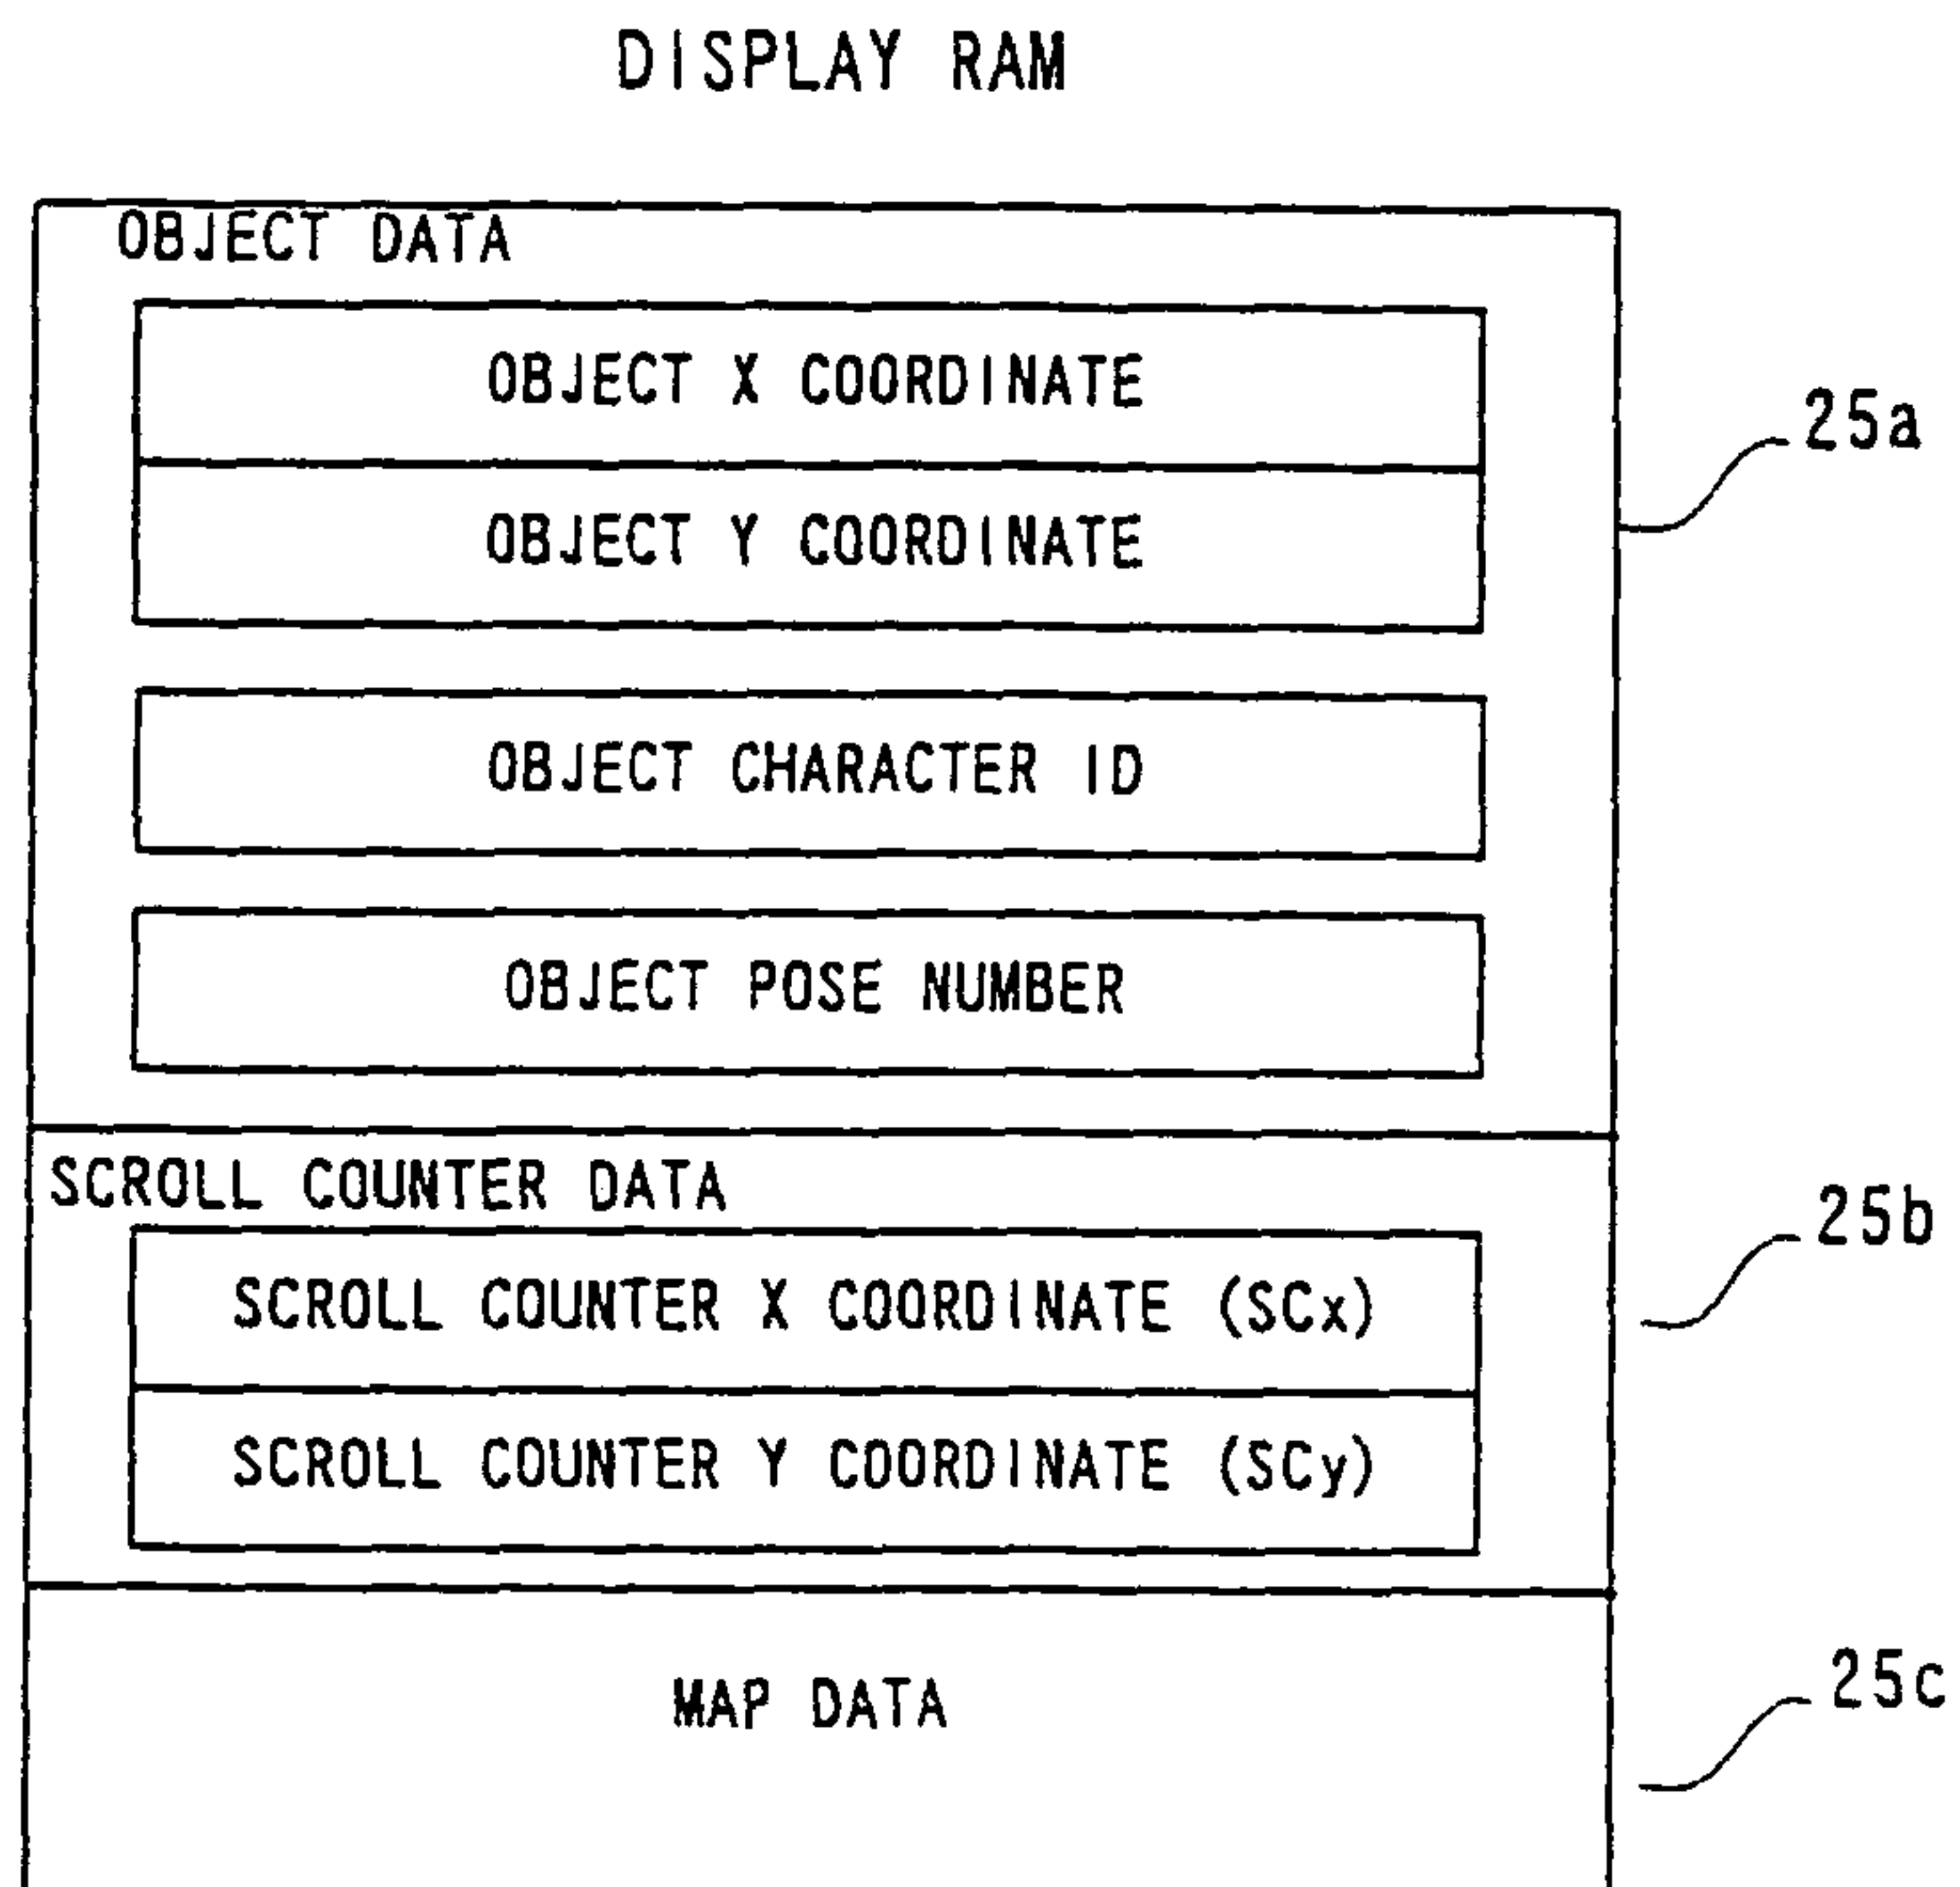 DISPLAY RAM
OBJECT DATA
OBJECT X COORDINATE
25a
OBJECT Y COORDINATE
OBJECT CHARACTER ID
OBJECT POSE NUMBER
SCROLL COUNTER DATA
25b
SCROLL COUNTER X COORDINATE (SCx)
SCROLL COUNTER Y COORDINATE (SCy)
MAP DATA
25c